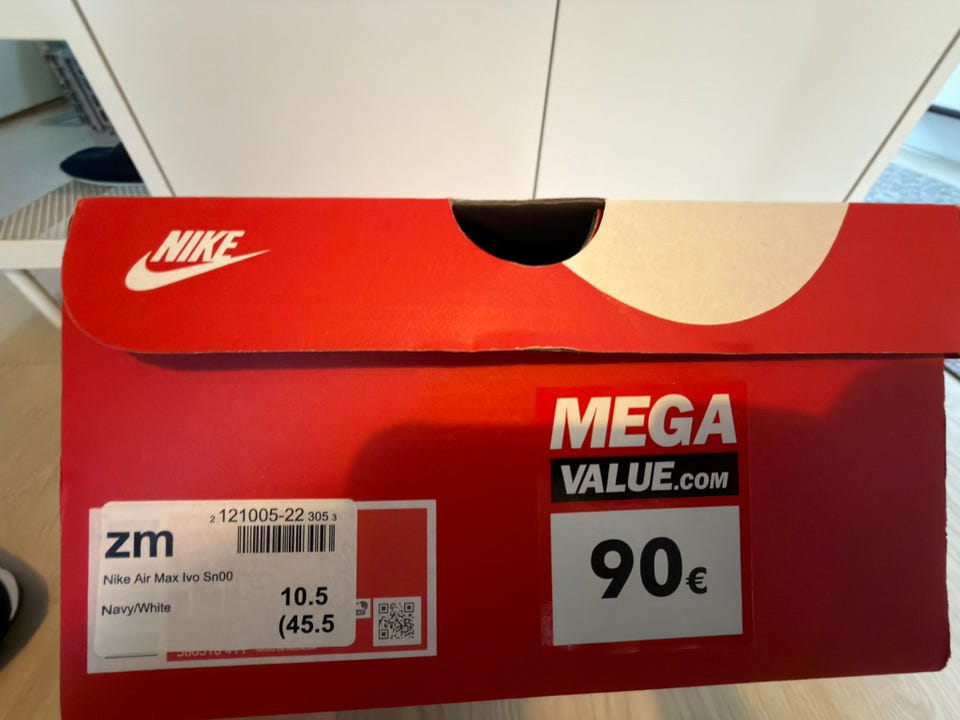 NIKE
MEGA
VALUE.COM
90€
2 121005-22 305 3
zm
Nike Air Max Ivo Sn00
Navy/White
10.5
(45.5